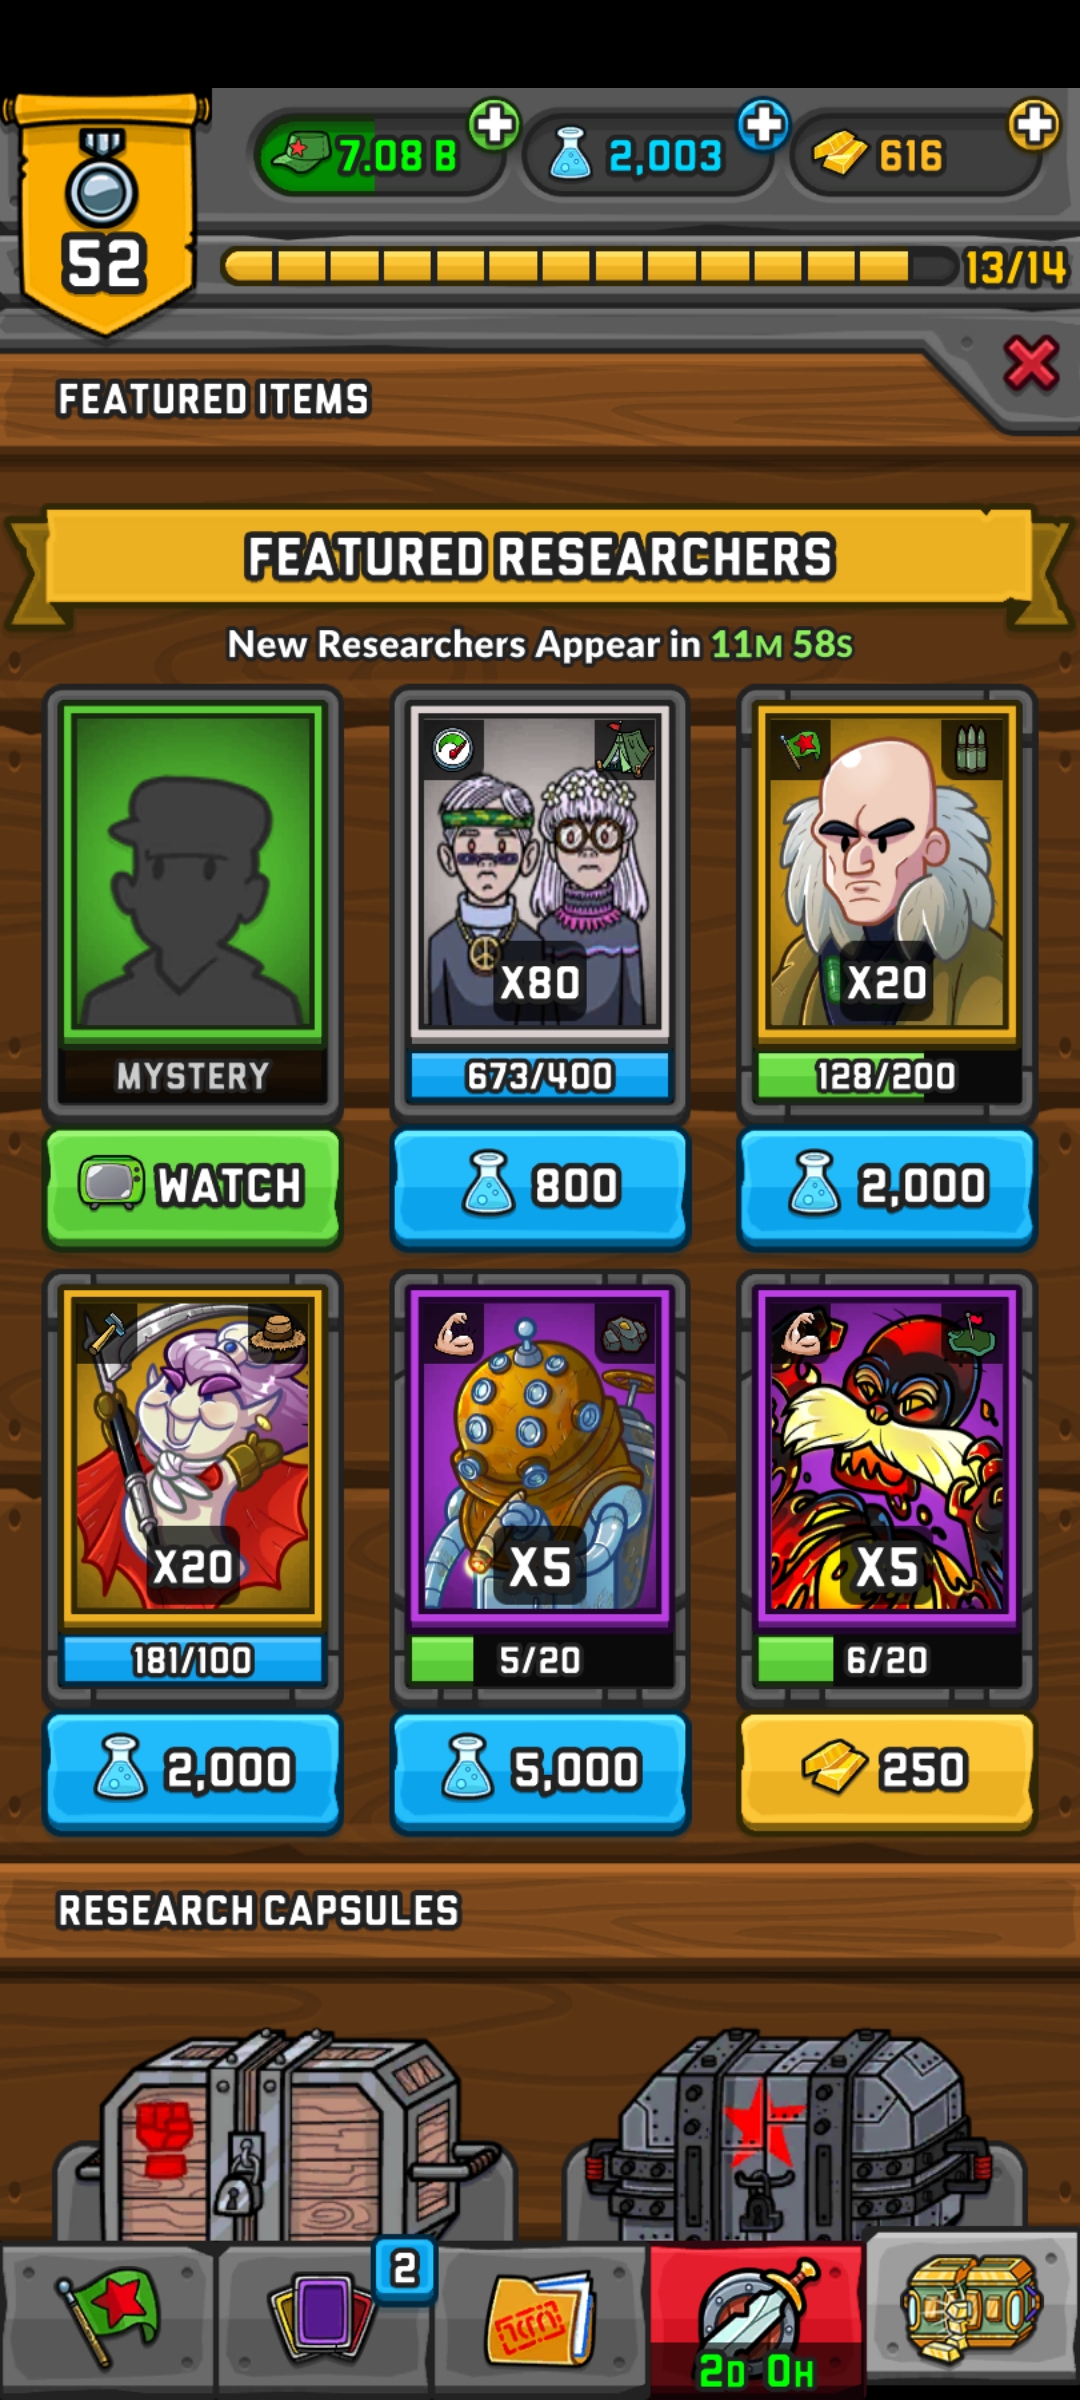 7.08 B
2,003
616
52
13/14
FEATURED ITEMS
FEATURED RESEARCHERS
New Researchers Appear in 11M 58S
X80
X20
MYSTERY
673/400
128/200
WATCH
800
2,000
X20
X5
X5
181/100
5/20
6/20
2,000
5,000
250
RESEARCH CAPSULES
2
2D 0H